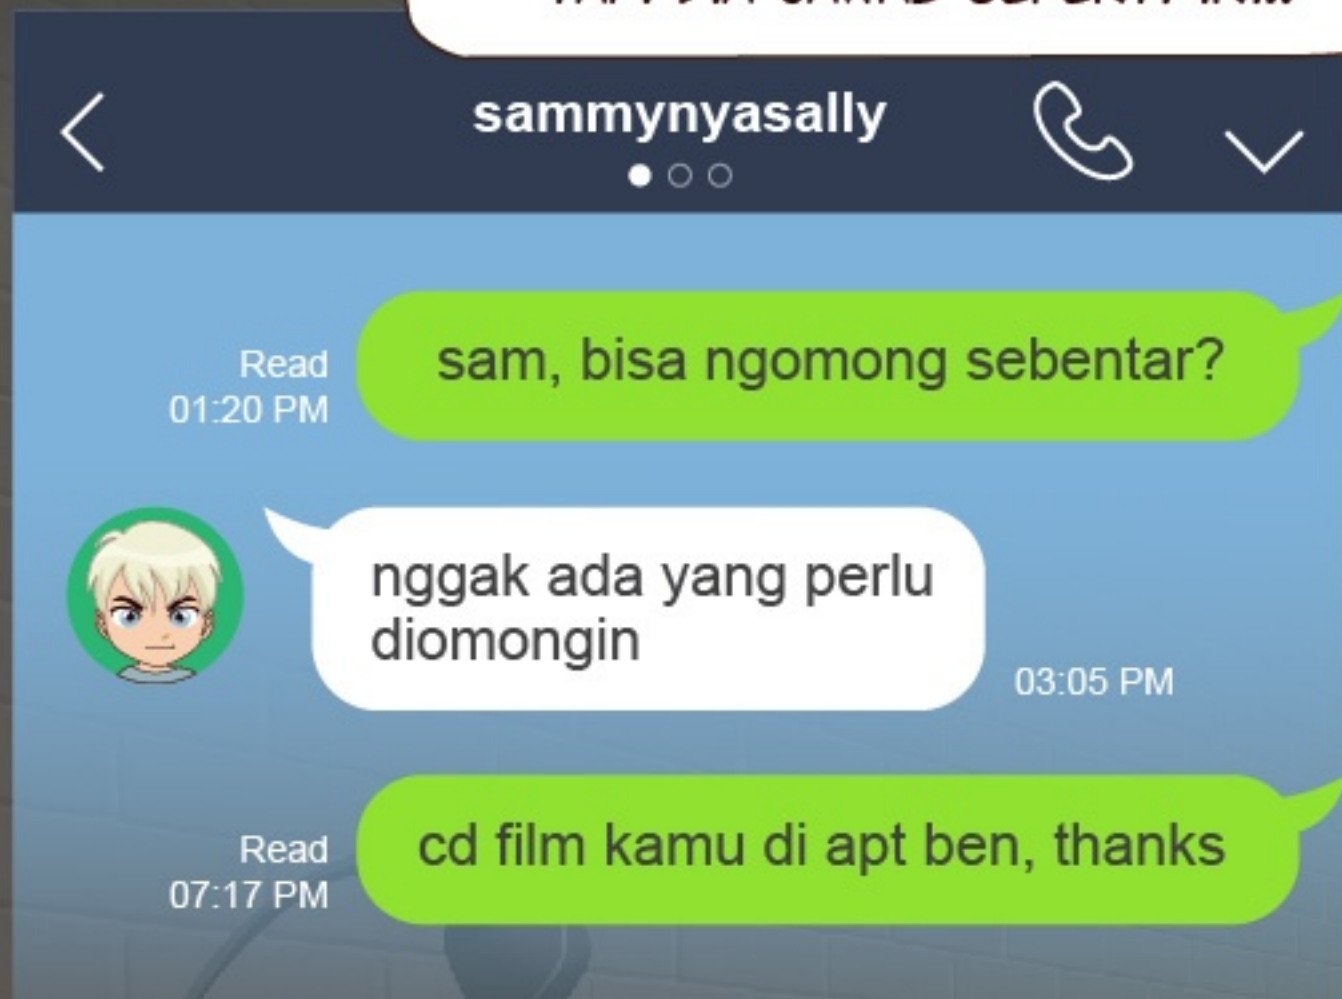 sammynyasally
sam, bisa ngomong sebentar?
Read
01:20 PM
nggak ada yang perlu
diomongin
03:05 PM
cd film kamu di apt ben, thanks
Read
07:17 PM